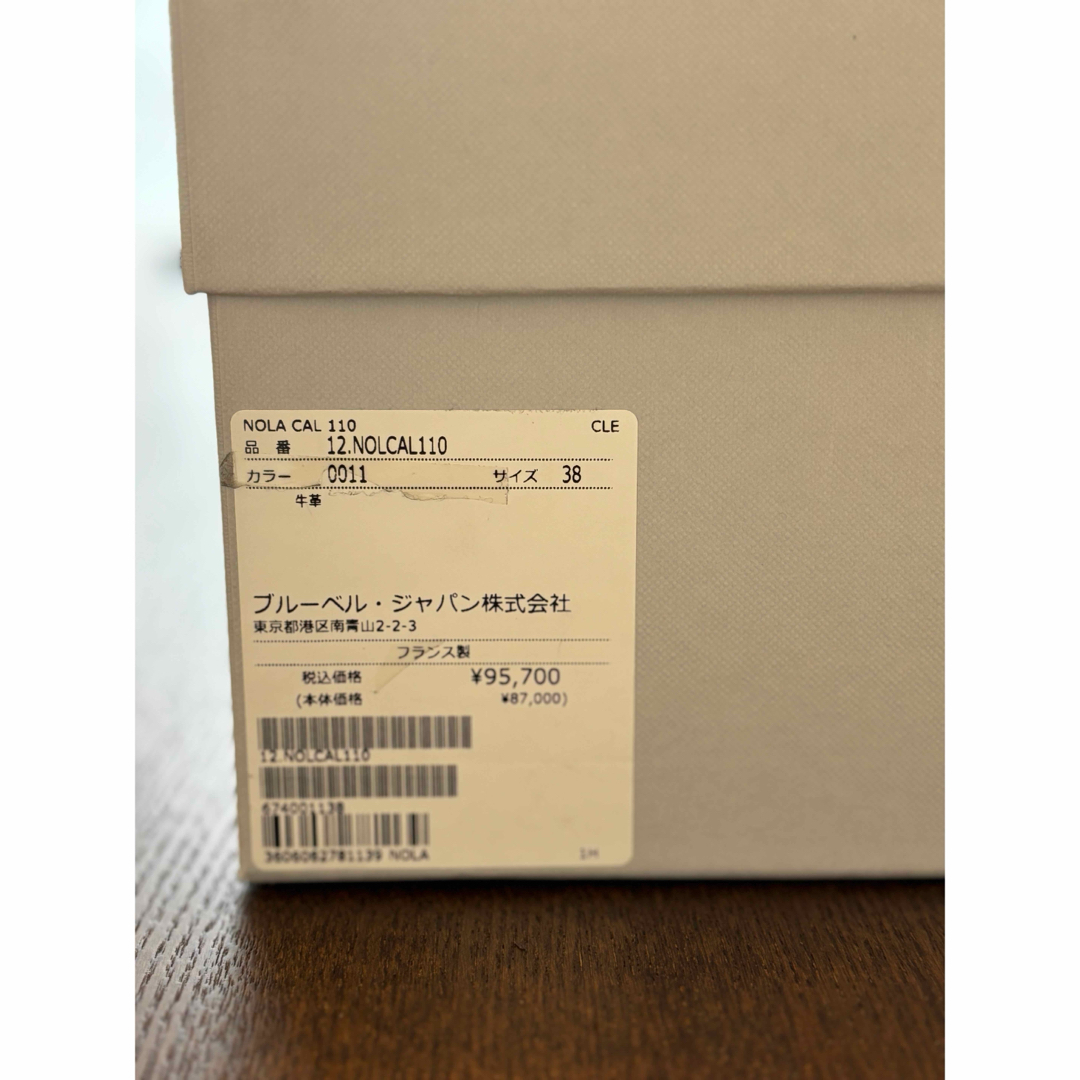 NOLA CAL 110 CLE
品 番 12.NOLCAL110
カラー 0011 サイズ 38
牛革
ブルーベル・ジャパン株式会社
東京都港区南青山2-2-3
フランス製
税込価格 ¥95,700
(本体価格 ¥87,000)
12.NOLCAL110
674001138
3606062781139 NOLA
1M